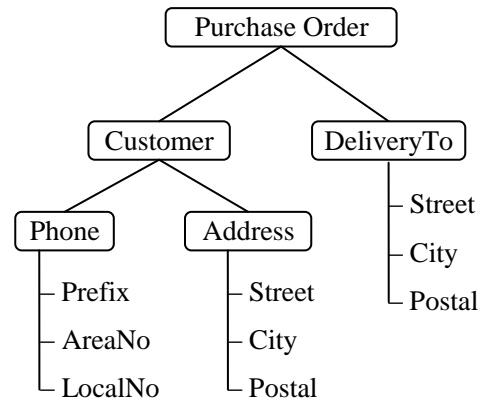 Purchase Order
Customer
DeliveryTo
Phone
Address
Prefix
AreaNo
LocalNo
Street
City
Postal
Street
City
Postal